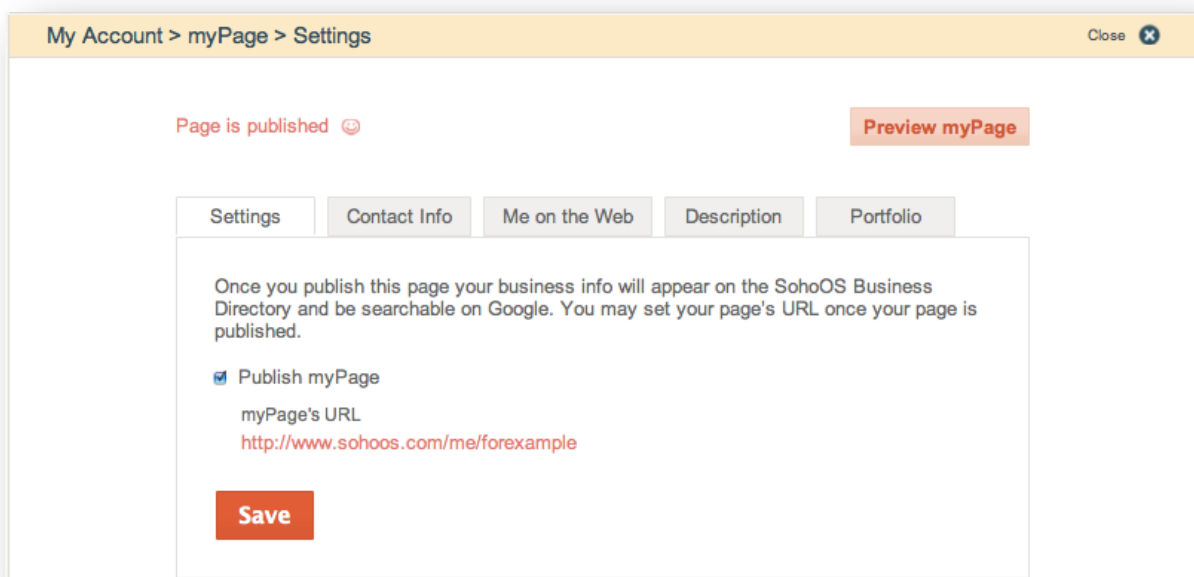 My Account > myPage > Settings
Close
Page is published
Preview myPage
Settings
Contact Info
Me on the Web
Description
Portfolio
Once you publish this page your business info will appear on the SohoOS Business
Directory and be searchable on Google. You may set your page's URL once your page is
published.
Publish myPage
myPage's URL
http://www.sohoos.com/me/forexample
Save